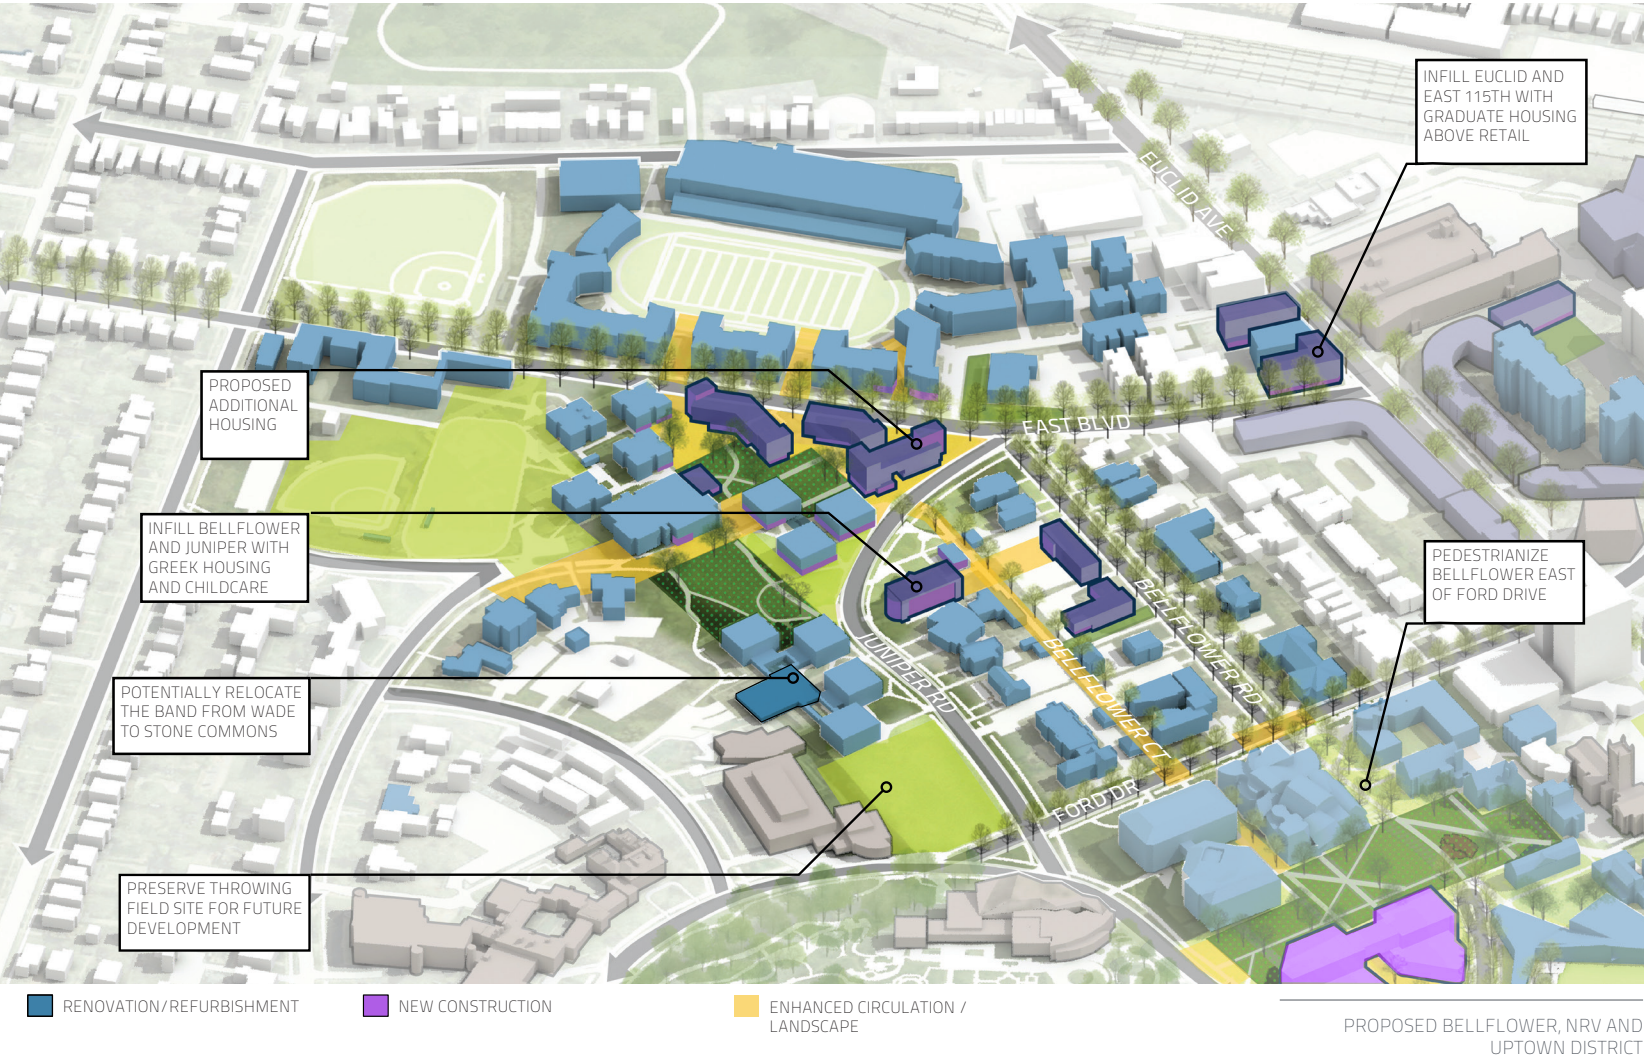 INFILL EUCLID AND
EAST 115TH WITH
GRADUATE HOUSING
ABOVE RETAIL
EUCLID AVE
PROPOSED
ADDITIONAL
HOUSING
EAST BLVD
INFILL BELLFLOWER
AND JUNIPER WITH
GREEK HOUSING
AND CHILDCARE
PEDESTRIANIZE
BELLFLOWER EAST
OF FORD DRIVE
BELLFLOWER RD
JUNIPER RD
BELLFLOWER CT
POTENTIALLY RELOCATE
THE BAND FROM WADE
TO STONE COMMONS
FORD DR
PRESERVE THROWING
FIELD SITE FOR FUTURE
DEVELOPMENT
RENOVATION/REFURBISHMENT
NEW CONSTRUCTION
ENHANCED CIRCULATION /
LANDSCAPE
PROPOSED BELLFLOWER, NRV AND
UPTOWN DISTRICT